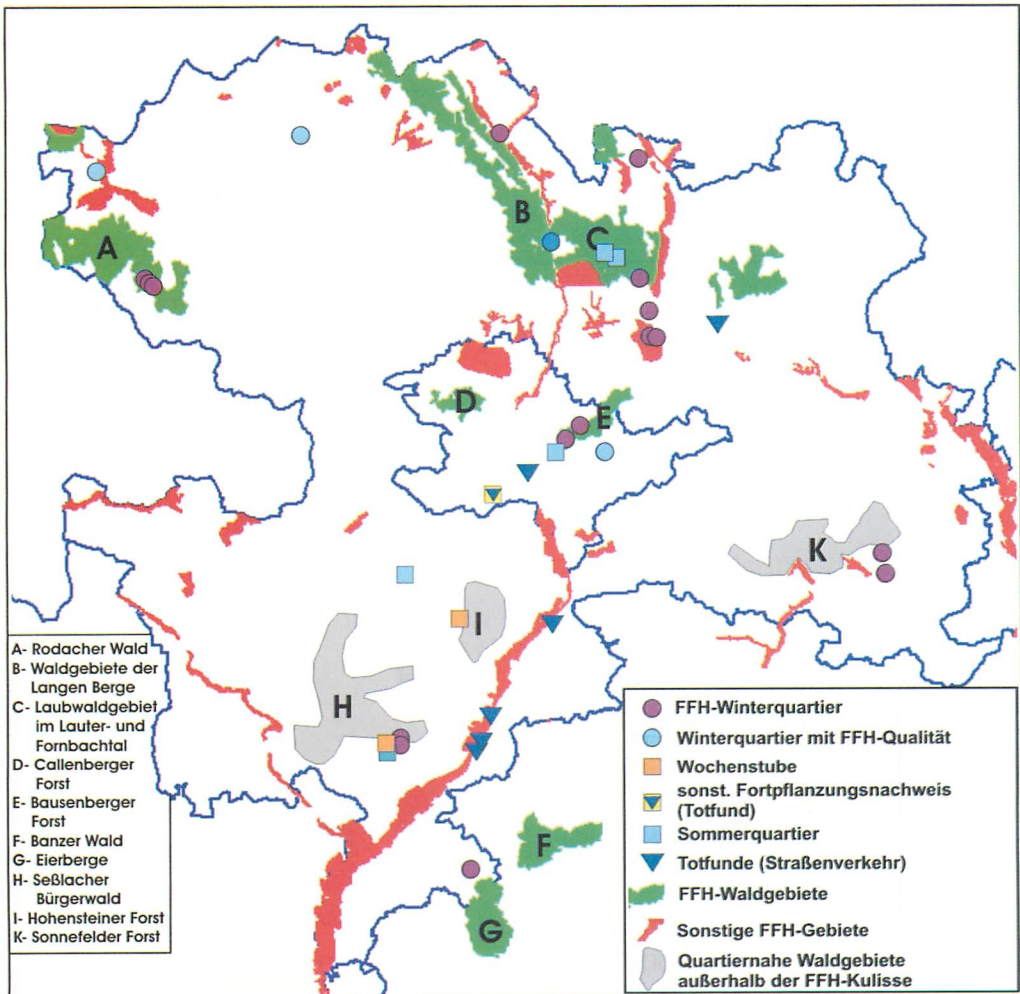 A
B
C
D
E
K
I
H
F
G
A- Rodacher Wald
B- Waldgebiete der
Langen Berge
C- Laubwaldgebiet
im Lauter- und
Fornbachtal
D- Callenberger
Forst
E- Bausenberger
Forst
F- Banzer Wald
G- Eierberge
H- Seßlacher
Bürgerwald
I- Hohensteiner Forst
K- Sonnefelder Forst
FFH-Winterquartier
Winterquartier mit FFH-Qualität
Wochenstube
sonst. Fortpflanzungsnachweis
(Totfund)
Sommerquartier
Totfunde (Straßenverkehr)
FFH-Waldgebiete
Sonstige FFH-Gebiete
Quartiernahe Waldgebiete
außerhalb der FFH-Kulisse